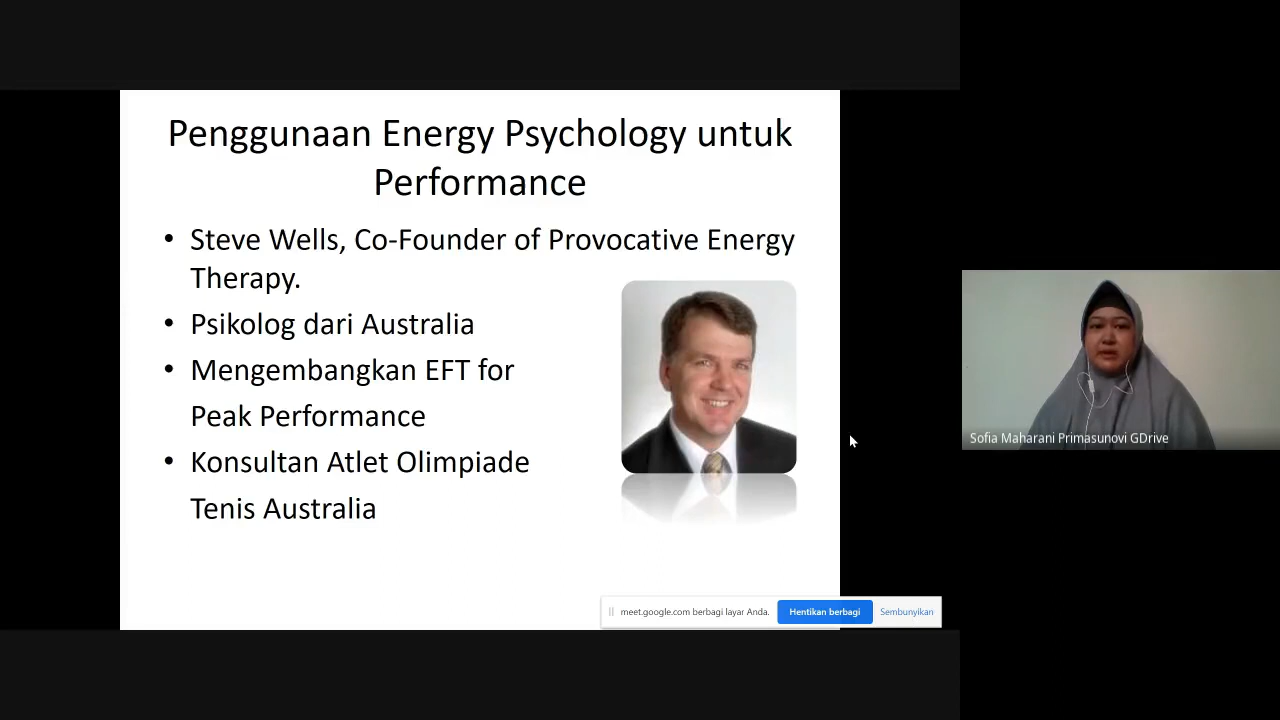 Penggunaan Energy Psychology untuk
Performance
• Steve Wells, Co-Founder of Provocative Energy
Therapy.
• Psikolog dari Australia
• Mengembangkan EFT for
Peak Performance
• Konsultan Atlet Olimpiade
Tenis Australia
Sofia Maharani Primasunovi GDrive
meet.google.com berbagi layar Anda. Hentikan berbagi Sembunyikan